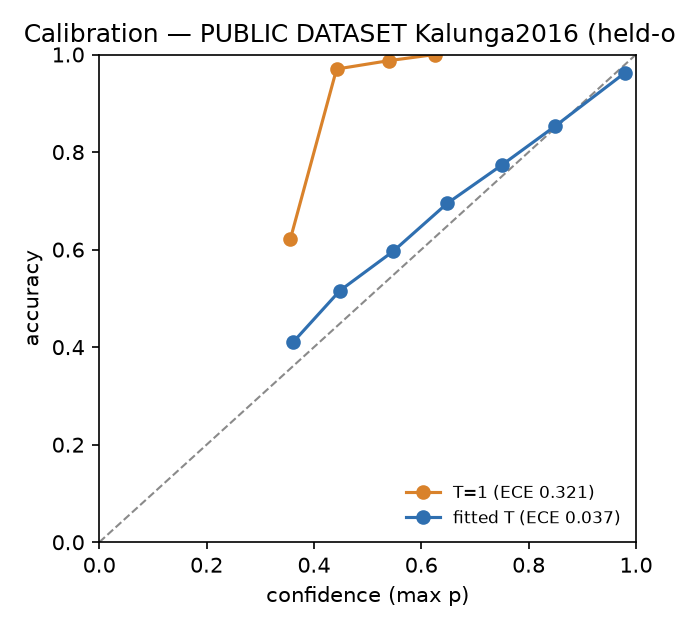 Calibration — PUBLIC DATASET Kalunga2016 (held-o
1.0
0.8
0.6
0.4
0.2
0.0
accuracy
T=1 (ECE 0.321)
fitted T (ECE 0.037)
0.0 0.2 0.4 0.6 0.8 1.0
confidence (max p)